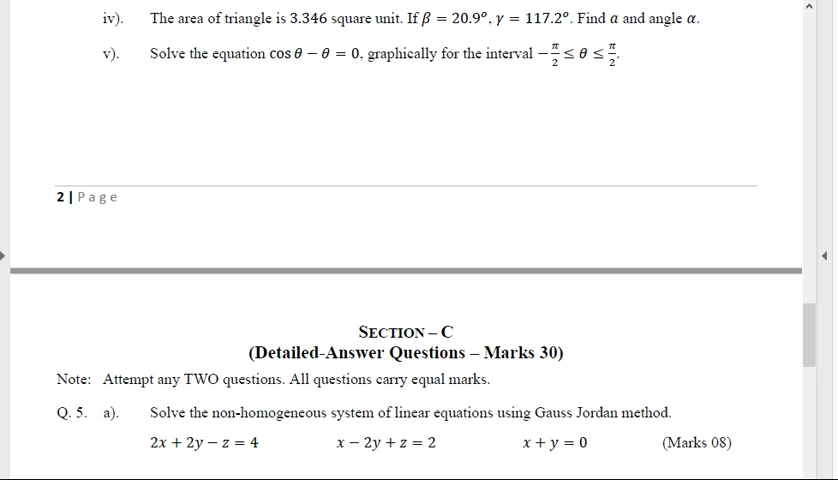 iv). The area of triangle is 3.346 square unit. If β = 20.9°, γ = 117.2°. Find a and angle α.
v). Solve the equation cos θ − θ = 0, graphically for the interval −π/2 ≤ θ ≤ π/2.
2 | Page
SECTION – C
(Detailed-Answer Questions – Marks 30)
Note: Attempt any TWO questions. All questions carry equal marks.
Q. 5. a). Solve the non-homogeneous system of linear equations using Gauss Jordan method.
2x + 2y − z = 4 x − 2y + z = 2 x + y = 0 (Marks 08)